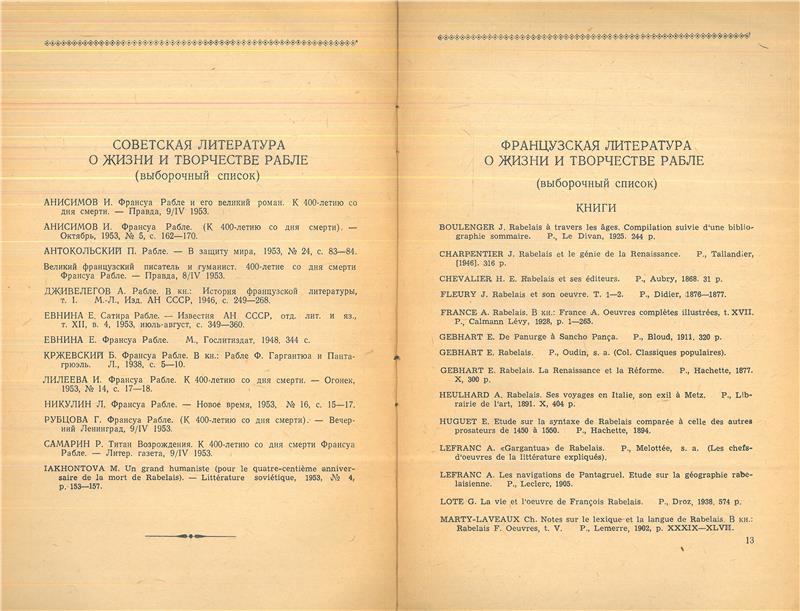 СОВЕТСКАЯ ЛИТЕРАТУРА
О ЖИЗНИ И ТВОРЧЕСТВЕ РАБЛЕ
(выборочный список)
АНИСИМОВ И. Франсуа Рабле и его великий роман. К 400-летию со
дня смерти. — Правда, 9/IV 1953.
АНИСИМОВ И. Франсуа Рабле. (К 400-летию со дня смерти). —
Октябрь, 1953, № 5, с. 162—170.
АНТОКОЛЬСКИЙ П. Рабле. — В защиту мира, 1953, № 24, с. 83—84.
Великий французский писатель и гуманист. 400-летие со дня смерти
Франсуа Рабле. — Правда, 8/IV 1953.
ДЖИВЕЛЕГОВ А. Рабле. В кн.: История французской литературы,
т. I. М.-Л., Изд. АН СССР, 1946, с. 249—268.
ЕВНИНА Е. Сатира Рабле. — Известия АН СССР, отд. лит. и яз.,
т. XII, в. 4, 1953, июль-август, с. 349—360.
ЕВНИНА Е. Франсуа Рабле. М., Гослитиздат, 1948, 344 с.
КРЖЕВСКИЙ Б. Франсуа Рабле. В кн.: Рабле Ф. Гаргантюа и Панта-
грюэль. Л., 1938, с. 5—10.
ЛИЛЕЕВА И. Франсуа Рабле. К 400-летию со дня смерти. — Огонек,
1953, № 14, с. 17—18.
НИКУЛИН Л. Франсуа Рабле. — Новое время, 1953, № 16, с. 15—17.
РУБЦОВА Г. Франсуа Рабле. (К 400-летию со дня смерти). — Вечер-
ний Ленинград, 9/IV 1953.
САМАРИН Р. Титан Возрождения. К 400-летию со дня смерти Франсуа
Рабле. — Литер. газета, 9/IV 1953.
IAKHONTOVA M. Un grand humaniste (pour le quatre-centième anniver-
saire de la mort de Rabelais). — Littérature soviétique, 1953, № 4,
p. 153—157.
ФРАНЦУЗСКАЯ ЛИТЕРАТУРА
О ЖИЗНИ И ТВОРЧЕСТВЕ РАБЛЕ
(выборочный список)
КНИГИ
BOULENGER J. Rabelais à travers les âges. Compilation suivie d'une biblio-
graphie sommaire. P., Le Divan, 1925. 244 p.
CHARPENTIER J. Rabelais et le génie de la Renaissance. P., Tallandier,
[1946]. 316 p.
CHEVALIER H. E. Rabelais et ses éditeurs. P., Aubry, 1868. 31 p.
FLEURY J. Rabelais et son oeuvre. T. 1—2. P., Didier, 1876—1877.
FRANCE A. Rabelais. В кн.: France A. Oeuvres complètes illustrées, t. XVII.
P., Calmann Lévy, 1928, p. 1—265.
GEBHART E. De Panurge à Sancho Pança. P., Bloud, 1911. 320 p.
GEBHART E. Rabelais. P., Oudin, s. a. (Col. Classiques populaires).
GEBHART E. Rabelais. La Renaissance et la Réforme. P., Hachette, 1877.
X, 300 p.
HEULHARD A. Rabelais. Ses voyages en Italie, son exil à Metz. P., Lib-
rairie de l'art, 1891. X, 404 p.
HUGUET E. Etude sur la syntaxe de Rabelais comparée à celle des autres
prosateurs de 1450 à 1550. P., Hachette, 1894.
LEFRANC A. «Gargantua» de Rabelais. P., Melottée, s. a. (Les chefs-
d'oeuvres de la littérature expliqués).
LEFRANC A. Les navigations de Pantagruel. Etude sur la géographie rabe-
laisienne. P., Leclerc, 1905.
LOTE G. La vie et l'oeuvre de François Rabelais. P., Droz, 1938, 574 p.
MARTY-LAVEAUX Ch. Notes sur le lexique et la langue de Rabelais. В кн.:
Rabelais F. Oeuvres, t. V. P., Lemerre, 1902, p. XXXIX—XLVII.
13